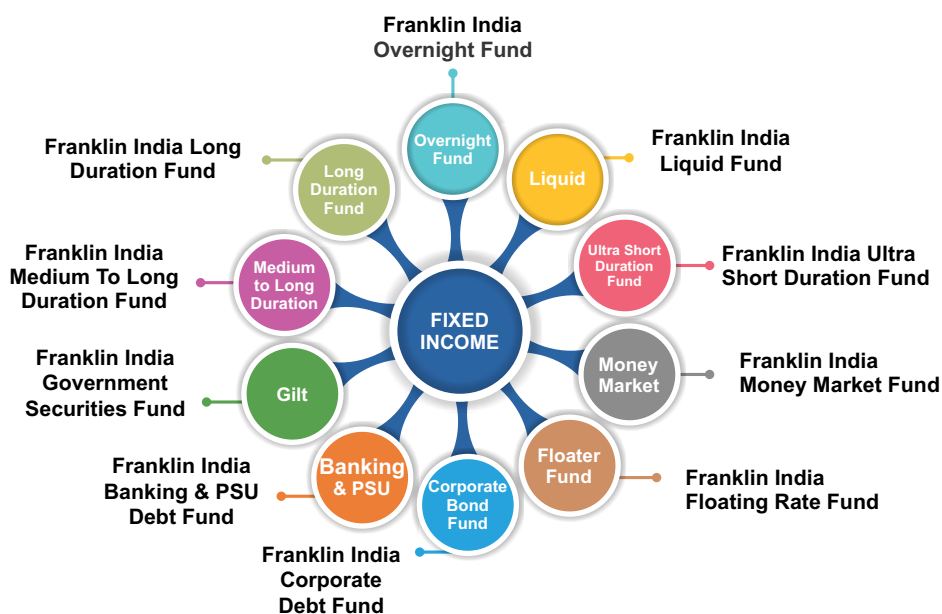 Franklin India
Overnight Fund
Overnight
Fund
Franklin India
Liquid Fund
Liquid
Franklin India Ultra
Short Duration Fund
Ultra Short
Duration
Fund
Franklin India
Money Market Fund
Money
Market
Franklin India
Floating Rate Fund
Floater
Fund
Franklin India
Corporate
Debt Fund
Corporate
Bond
Fund
Franklin India
Banking & PSU
Debt Fund
Banking
& PSU
Franklin India
Government
Securities Fund
Gilt
Franklin India
Medium To Long
Duration Fund
Medium
to Long
Duration
Franklin India Long
Duration Fund
Long
Duration
Fund
FIXED
INCOME